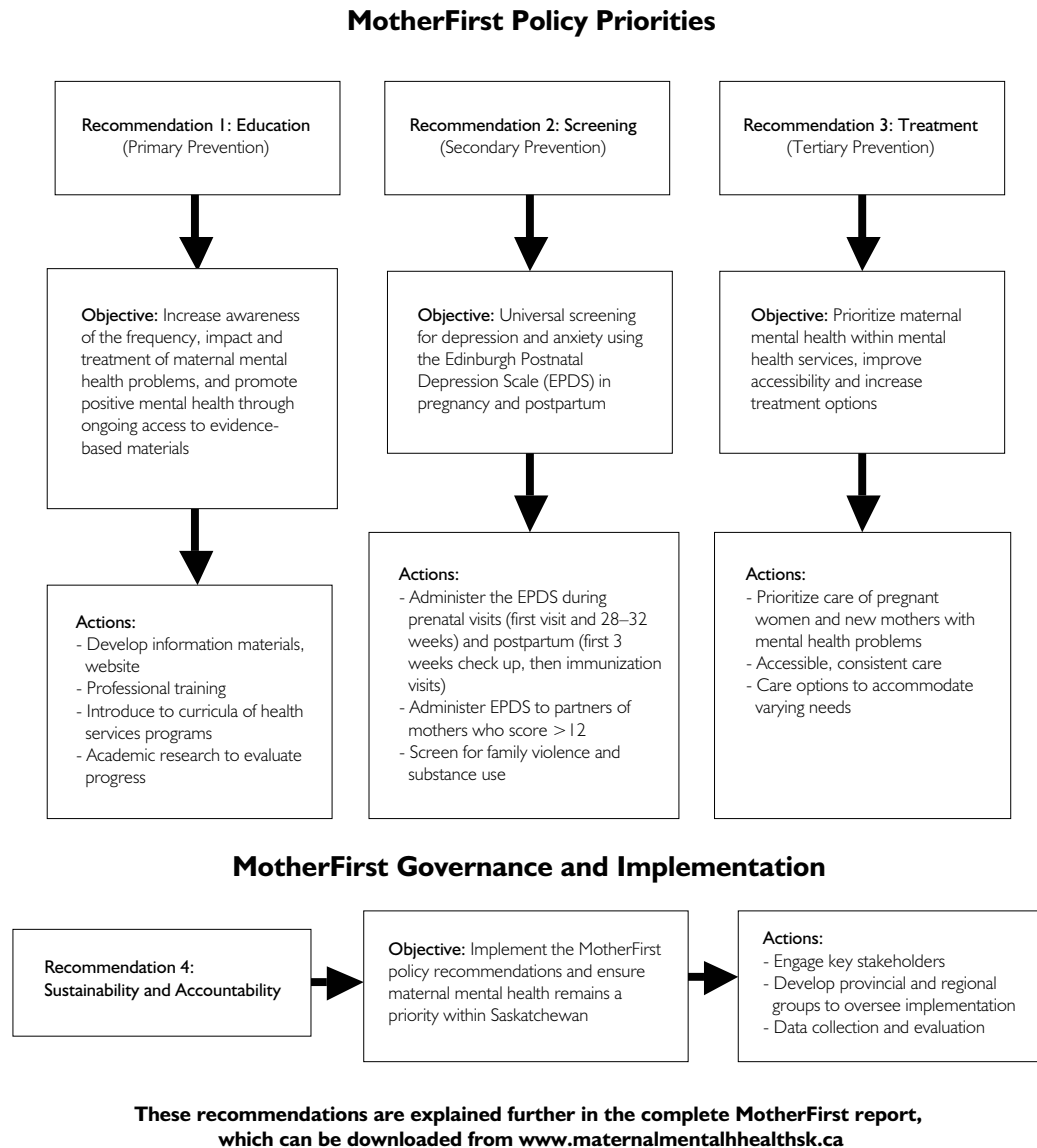 MotherFirst Policy Priorities
Recommendation 1: Education
(Primary Prevention)
Objective: Increase awareness
of the frequency, impact and
treatment of maternal mental
health problems, and promote
positive mental health through
ongoing access to evidence-
based materials
Actions:
- Develop information materials,
website
- Professional training
- Introduce to curricula of health
services programs
- Academic research to evaluate
progress
Recommendation 2: Screening
(Secondary Prevention)
Objective: Universal screening
for depression and anxiety using
the Edinburgh Postnatal
Depression Scale (EPDS) in
pregnancy and postpartum
Actions:
- Administer the EPDS during
prenatal visits (first visit and 28–32
weeks) and postpartum (first 3
weeks check up, then immunization
visits)
- Administer EPDS to partners of
mothers who score >12
- Screen for family violence and
substance use
Recommendation 3: Treatment
(Tertiary Prevention)
Objective: Prioritize maternal
mental health within mental
health services, improve
accessibility and increase
treatment options
Actions:
- Prioritize care of pregnant
women and new mothers with
mental health problems
- Accessible, consistent care
- Care options to accommodate
varying needs
MotherFirst Governance and Implementation
Recommendation 4:
Sustainability and Accountability
Objective: Implement the MotherFirst
policy recommendations and ensure
maternal mental health remains a
priority within Saskatchewan
Actions:
- Engage key stakeholders
- Develop provincial and regional
groups to oversee implementation
- Data collection and evaluation
These recommendations are explained further in the complete MotherFirst report,
which can be downloaded from www.maternalmentalhhealthsk.ca